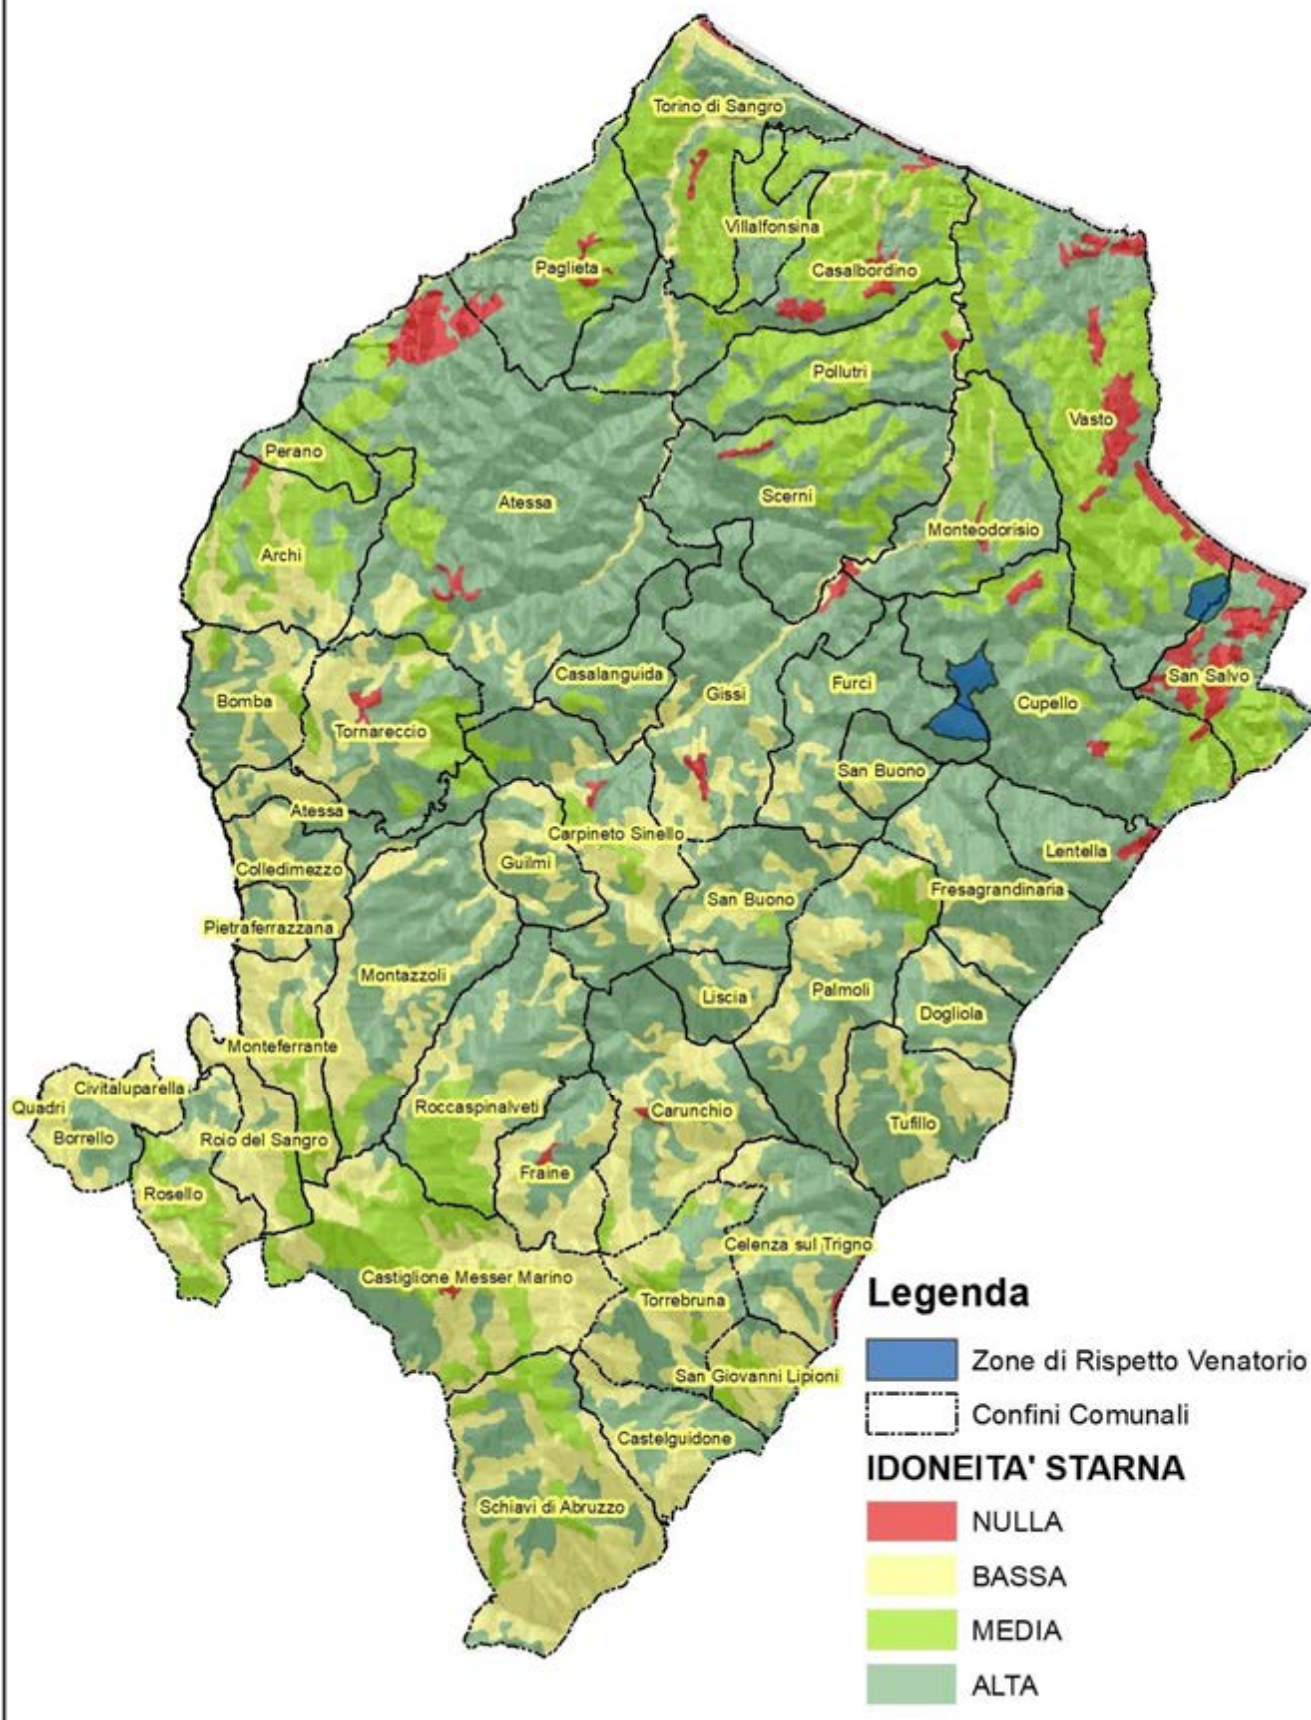 Torino di Sangro
Villalfonsina
Paglieta
Casalbordino
Pollutri
Vasto
Perano
Atessa
Scerni
Monteodorisio
Archi
Casalanguida
Furci
San Salvo
Gissi
Bomba
Cupello
Tornareccio
San Buono
Atessa
Carpineto Sinello
Lentella
Guilmi
Colledimezzo
Fresagrandinaria
San Buono
Pietraferrazzana
Montazzoli
Palmoli
Liscia
Dogliola
Monteferrante
Civitaluparella
Quadri
Roccaspinalveti
Carunchio
Tufillo
Borrello
Roio del Sangro
Fraine
Rosello
Celenza sul Trigno
Castiglione Messer Marino
Torrebruna
San Giovanni Lipioni
Castelguidone
Schiavi di Abruzzo
Legenda
Zone di Rispetto Venatorio
Confini Comunali
IDONEITA' STARNA
NULLA
BASSA
MEDIA
ALTA